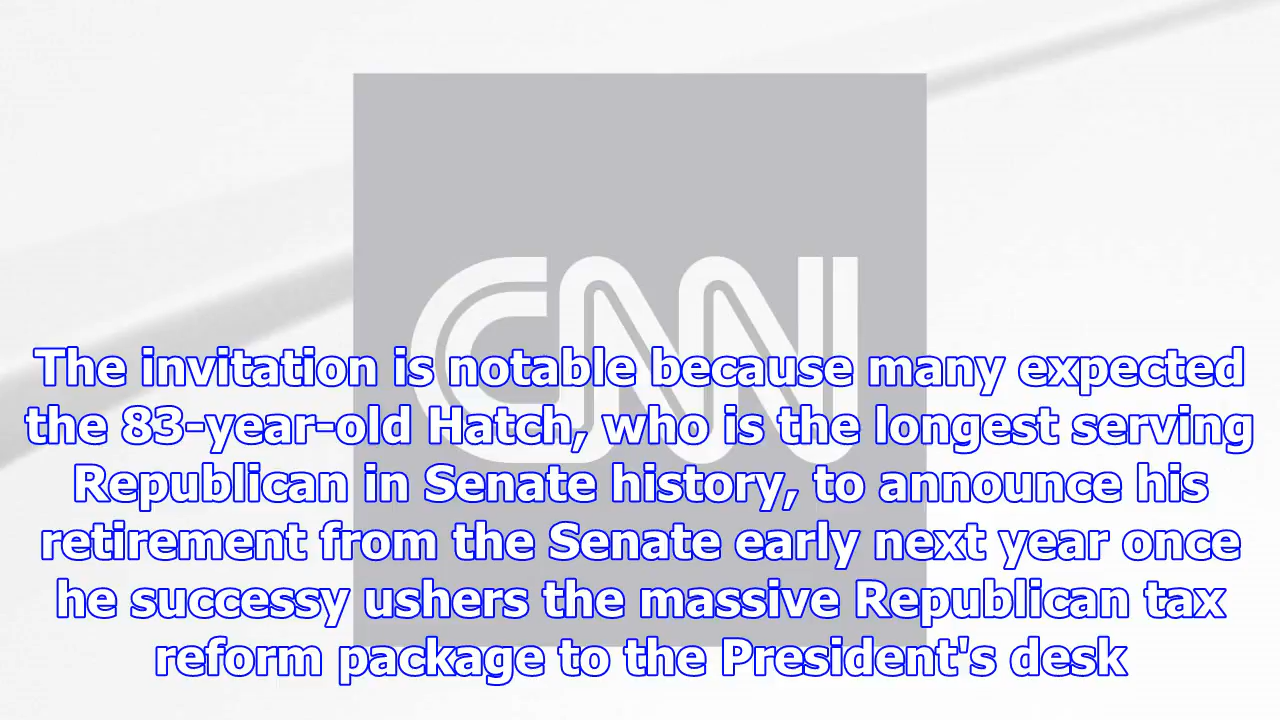 CNN
The invitation is notable because many expected
the 83-year-old Hatch, who is the longest serving
Republican in Senate history, to announce his
retirement from the Senate early next year once
he successy ushers the massive Republican tax
reform package to the President's desk